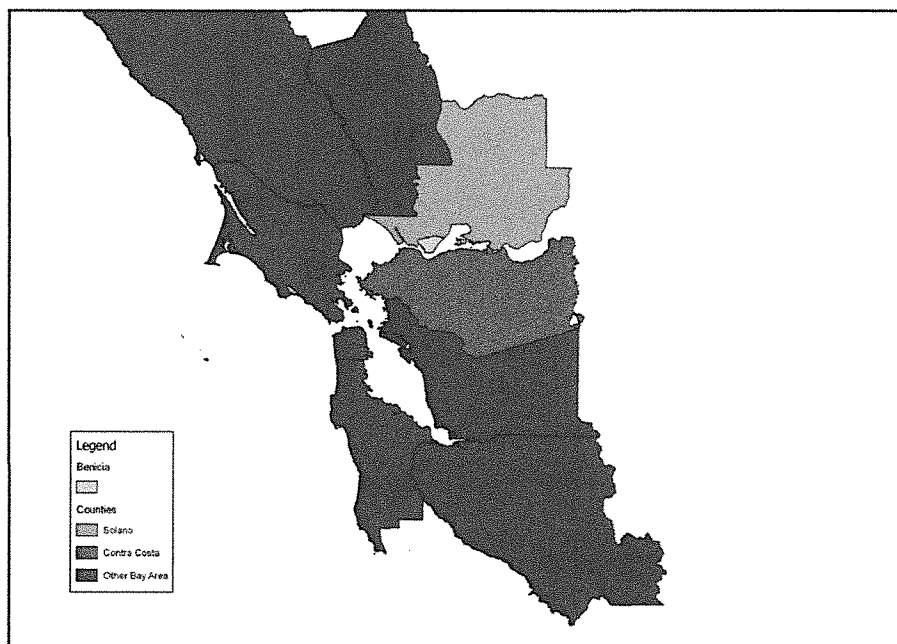 Legend
Benicia
Counties
Solano
Contra Costa
Other Bay Area